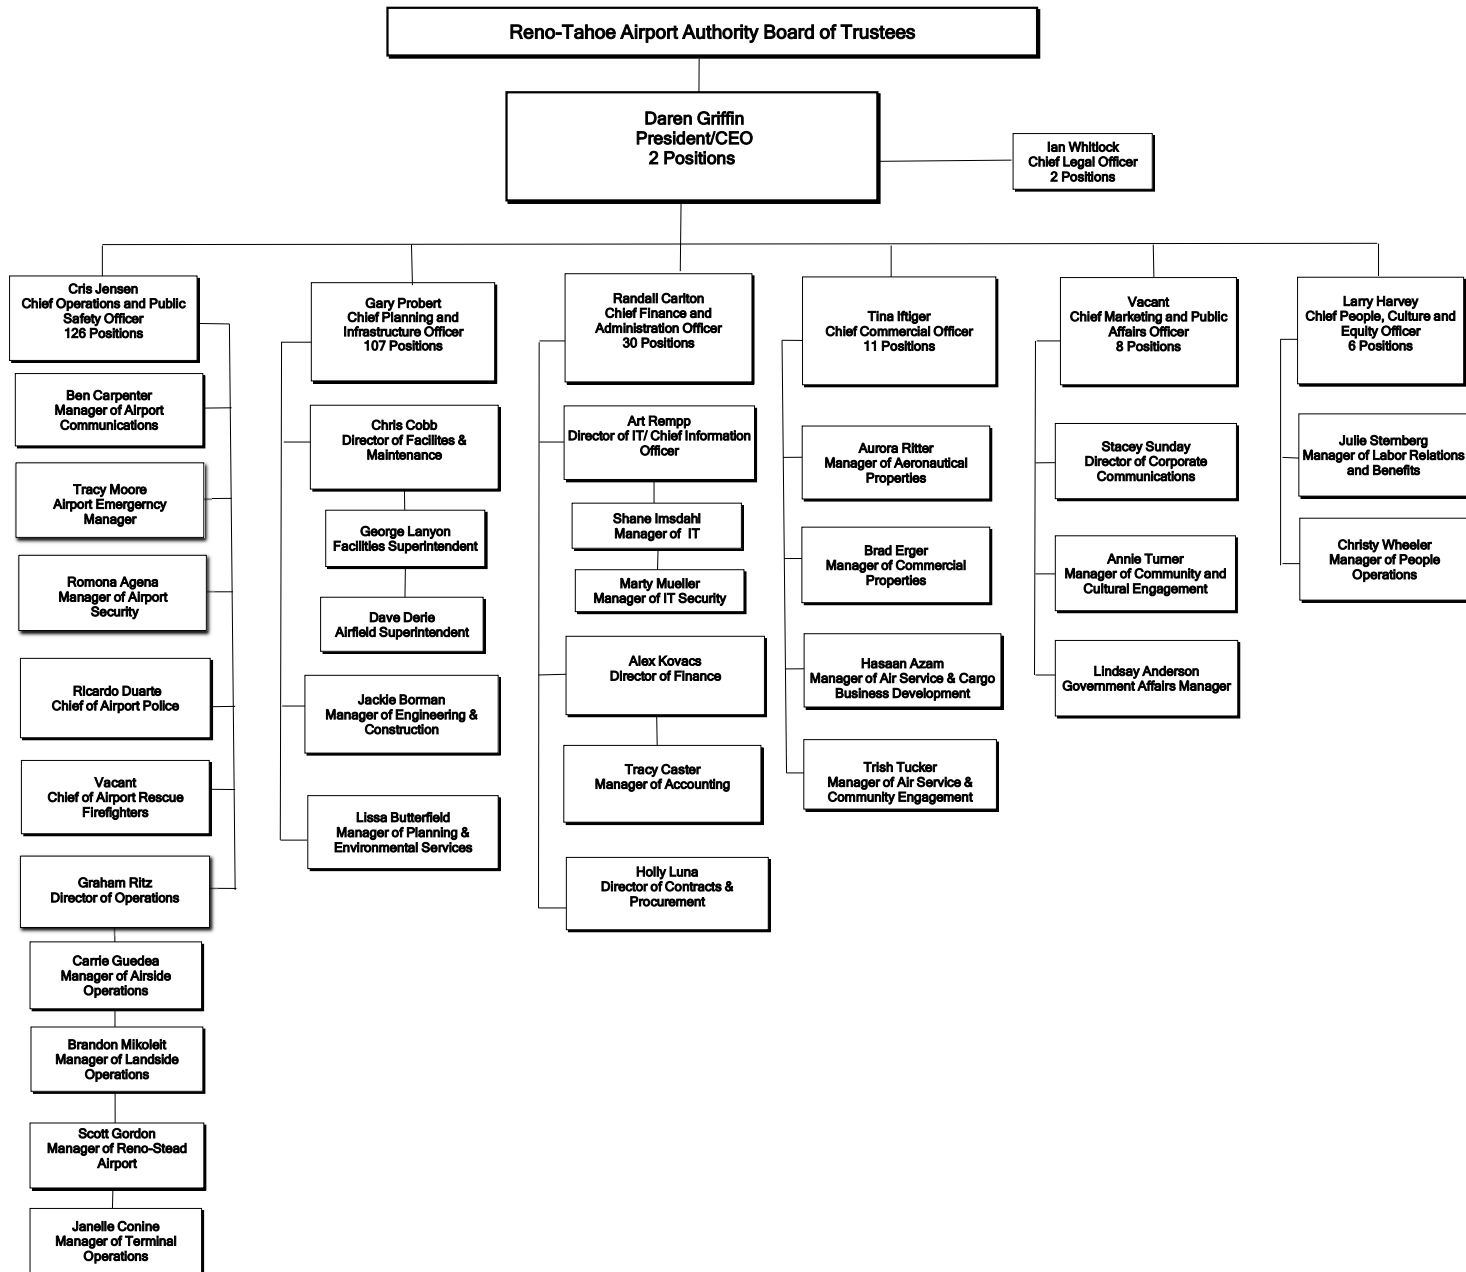 Reno-Tahoe Airport Authority Board of Trustees
Daren Griffin
President/CEO
2 Positions
Ian Whitlock
Chief Legal Officer
2 Positions
Cris Jensen
Chief Operations and Public
Safety Officer
126 Positions
Ben Carpenter
Manager of Airport
Communications
Tracy Moore
Airport Emergerncy
Manager
Romona Agena
Manager of Airport
Security
Ricardo Duarte
Chief of Airport Police
Vacant
Chief of Airport Rescue
Firefighters
Graham Ritz
Director of Operations
Carrie Guedea
Manager of Airside
Operations
Brandon Mikoleit
Manager of Landside
Operations
Scott Gordon
Manager of Reno-Stead
Airport
Janelle Conine
Manager of Terminal
Operations
Gary Probert
Chief Planning and
Infrastructure Officer
107 Positions
Chris Cobb
Director of Facilites &
Maintenance
George Lanyon
Facilities Superintendent
Dave Derie
Airfield Superintendent
Jackie Borman
Manager of Engineering &
Construction
Lissa Butterfield
Manager of Planning &
Environmental Services
Randall Carlton
Chief Finance and
Administration Officer
30 Positions
Art Rempp
Director of IT/ Chief Information
Officer
Shane Imsdahl
Manager of IT
Marty Mueller
Manager of IT Security
Alex Kovacs
Director of Finance
Tracy Caster
Manager of Accounting
Holly Luna
Director of Contracts &
Procurement
Tina Iftiger
Chief Commercial Officer
11 Positions
Aurora Ritter
Manager of Aeronautical
Properties
Brad Erger
Manager of Commercial
Properties
Hasaan Azam
Manager of Air Service & Cargo
Business Development
Trish Tucker
Manager of Air Service &
Community Engagement
Vacant
Chief Marketing and Public
Affairs Officer
8 Positions
Stacey Sunday
Director of Corporate
Communications
Annie Turner
Manager of Community and
Cultural Engagement
Lindsay Anderson
Government Affairs Manager
Larry Harvey
Chief People, Culture and
Equity Officer
6 Positions
Julie Sternberg
Manager of Labor Relations
and Benefits
Christy Wheeler
Manager of People
Operations